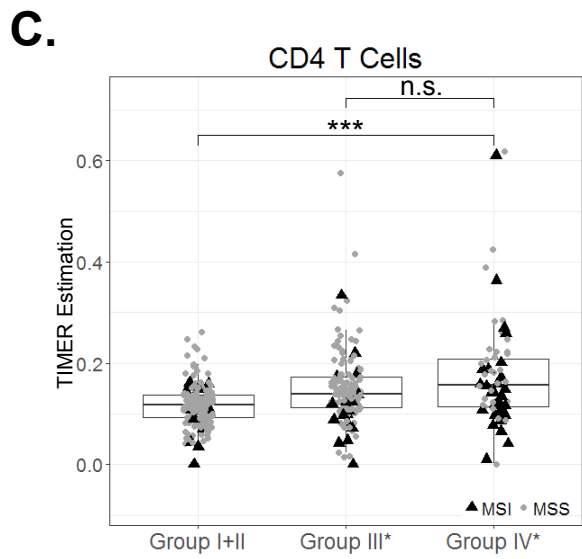 C.
CD4 T Cells
n.s.
***
TIMER Estimation
0.6
0.4
0.2
0.0
MSI MSS
Group I+II Group III* Group IV*